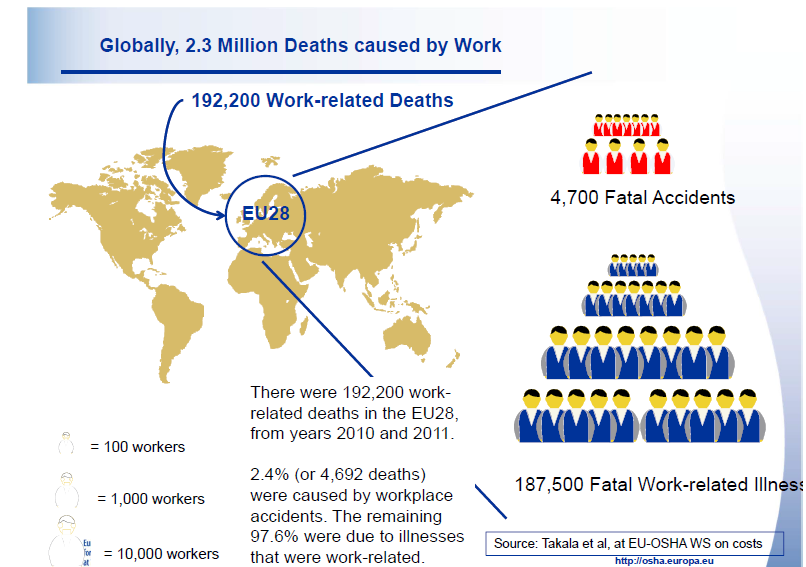 Globally, 2.3 Million Deaths caused by Work
192,200 Work-related Deaths
EU28
4,700 Fatal Accidents
187,500 Fatal Work-related Illness
There were 192,200 work-
related deaths in the EU28,
from years 2010 and 2011.
2.4% (or 4,692 deaths)
were caused by workplace
accidents. The remaining
97.6% were due to illnesses
that were work-related.
= 100 workers
= 1,000 workers
= 10,000 workers
Eu
for
at
Source: Takala et al, at EU-OSHA WS on costs
http://osha.europa.eu